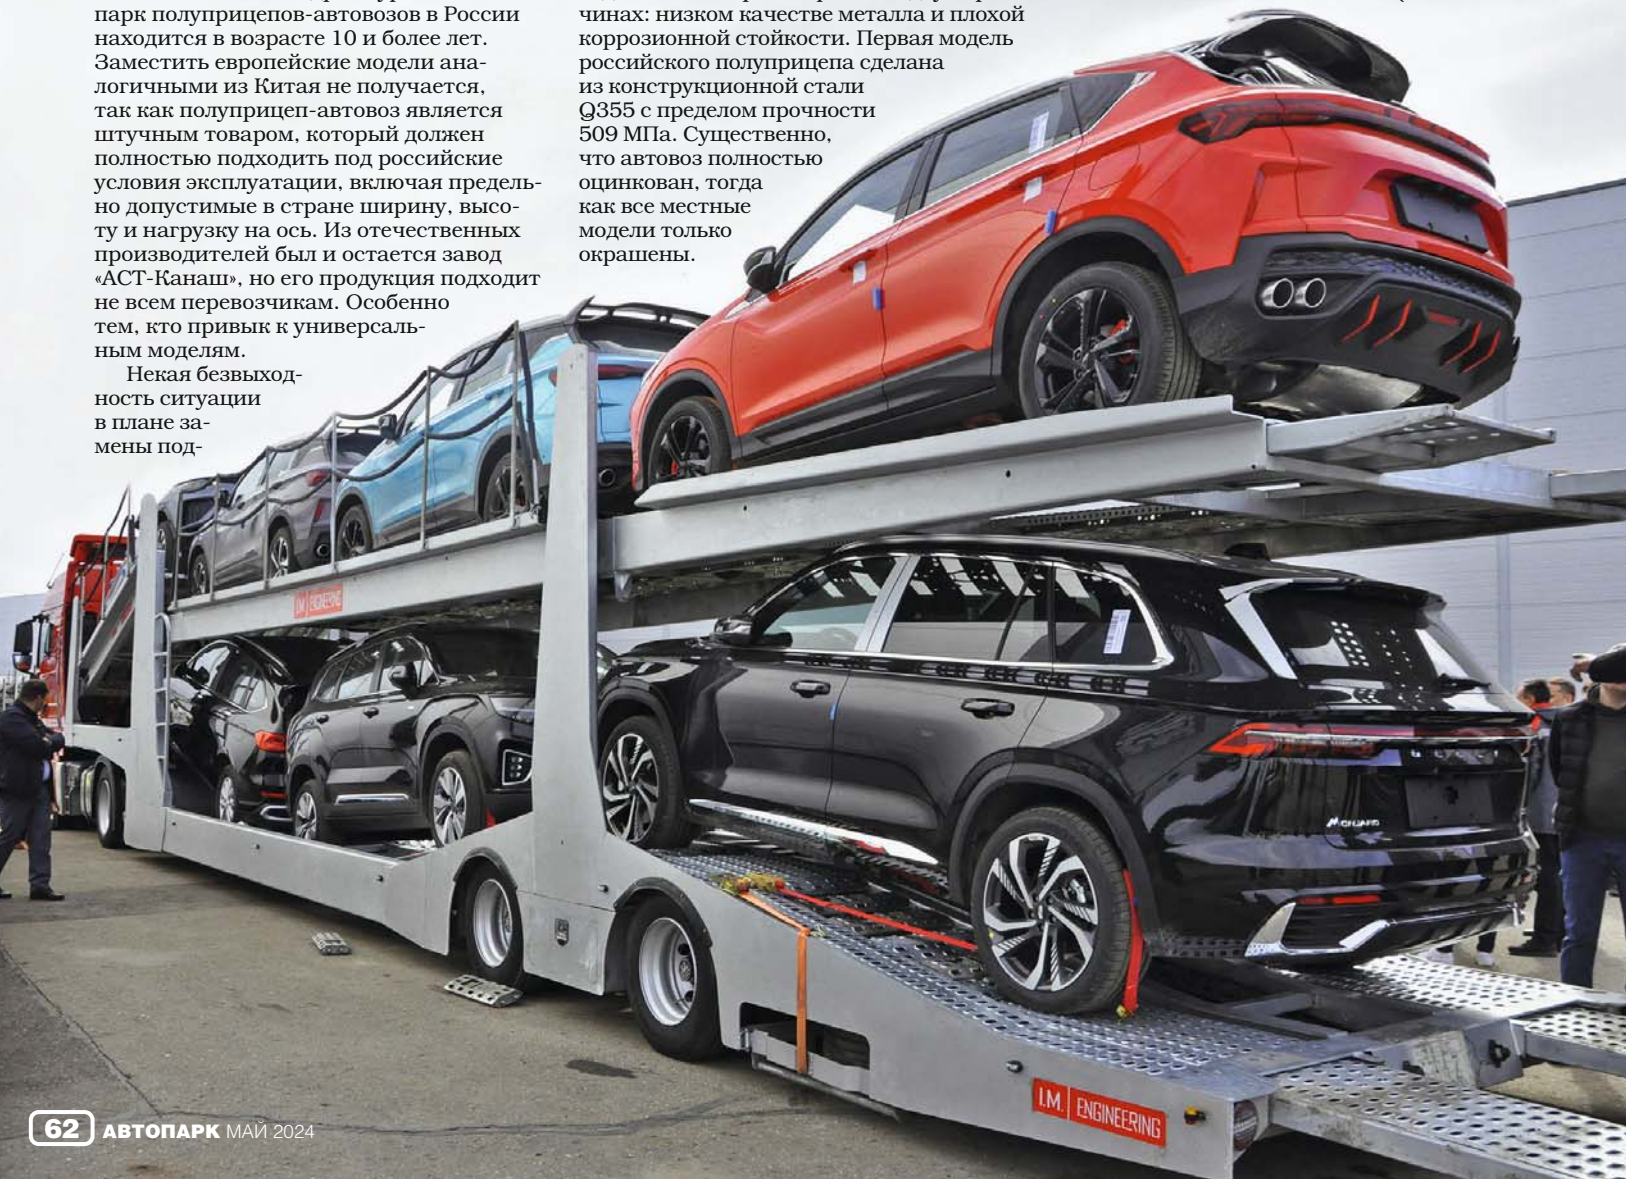 парк полуприцепов-автовозов в России
находится в возрасте 10 и более лет.
Заместить европейские модели ана-
логичными из Китая не получается,
так как полуприцеп-автовоз является
штучным товаром, который должен
полностью подходить под российские
условия эксплуатации, включая предель-
но допустимые в стране ширину, высо-
ту и нагрузку на ось. Из отечественных
производителей был и остается завод
«АСТ-Канаш», но его продукция подходит
не всем перевозчикам. Особенно
тем, кто привык к универсаль-
ным моделям.
Некая безвыход-
ность ситуации
в плане за-
мены под-
чинах: низком качестве металла и плохой
коррозионной стойкости. Первая модель
российского полуприцепа сделана
из конструкционной стали
Q355 с пределом прочности
509 МПа. Существенно,
что автовоз полностью
оцинкован, тогда
как все местные
модели только
окрашены.
I.M. ENGINEERING
MONJARO
I.M. ENGINEERING
62 АВТОПАРК МАЙ 2024